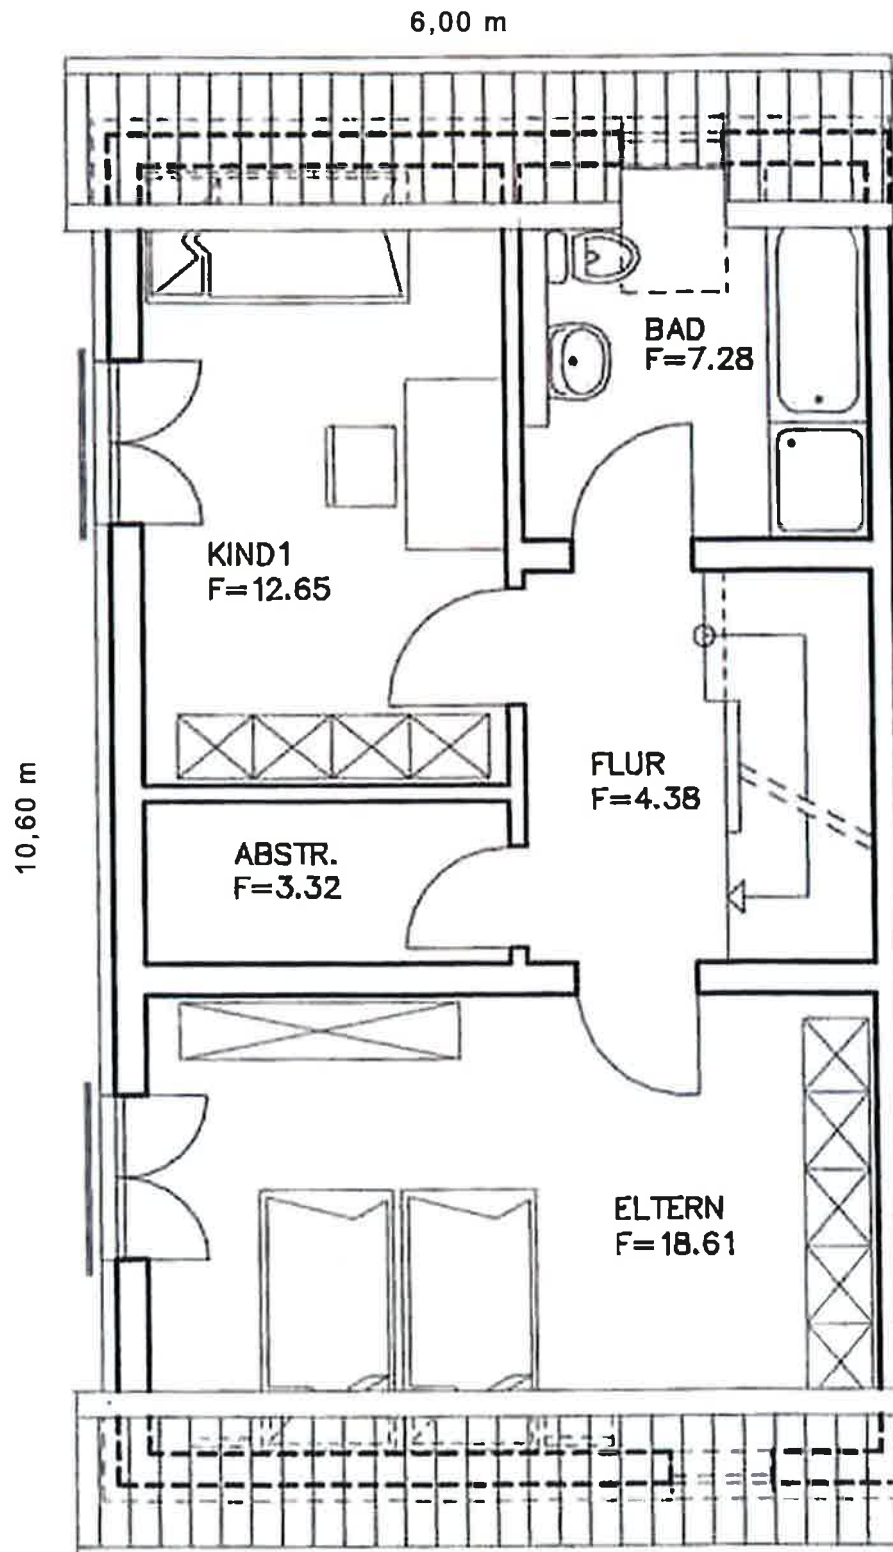 6,00 m
BAD
F=7.28
KIND1
F=12.65
FLUR
F=4.38
10,60 m
ABSTR.
F=3.32
ELTERN
F=18.61